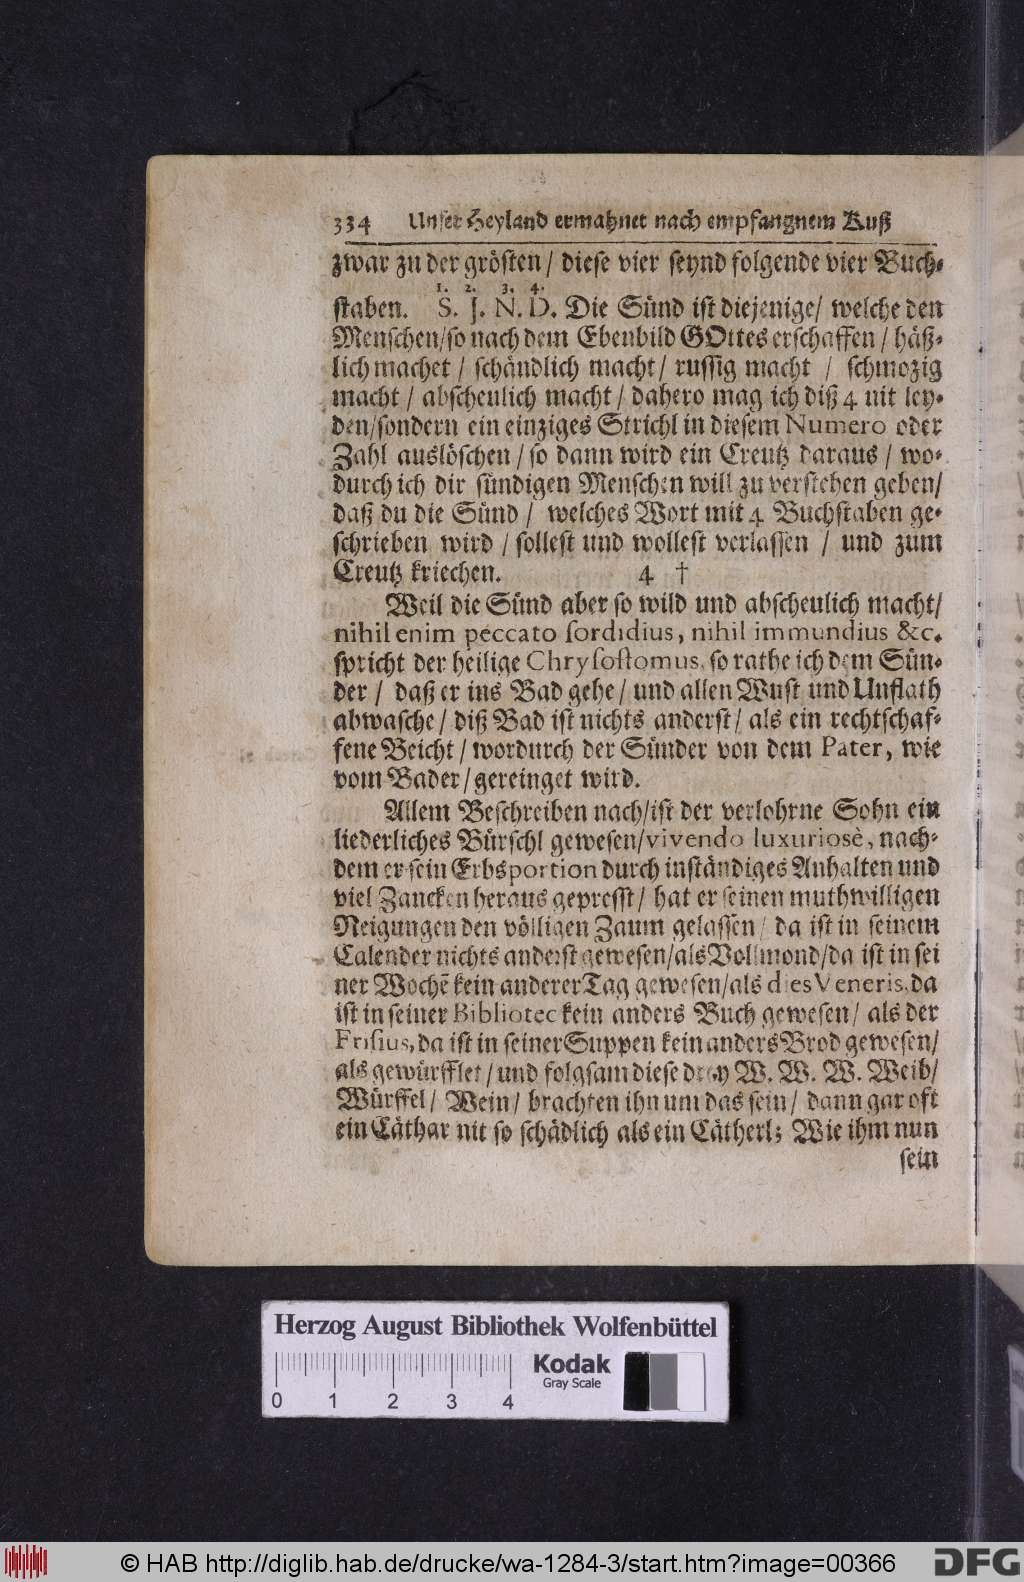 334 Unser Heyland ermahnet nach empfangnem Kuß
zwar zu der grösten / diese vier seynd folgende vier Buch-
1. 2. 3. 4.
staben. S. J. N. D. Die Sünd ist diejenige / welche den
Menschen / so nach dem Ebenbild GOttes erschaffen / häß-
lich machet / schändlich macht / russig macht / schmozig
macht / abscheulich macht / dahero mag ich diß 4 nit ley-
den / sondern ein einziges Strichl in diesem Numero oder
Zahl auslöschen / so dann wird ein Creutz daraus / wo-
durch ich dir sündigen Menschen will zu verstehen geben /
daß du die Sünd / welches Wort mit 4 Buchstaben ge-
schrieben wird / sollest und wollest verlassen / und zum
Creutz kriechen. 4 †
Weil die Sünd aber so wild und abscheulich macht /
nihil enim peccato sordidius, nihil immundius &c.
spricht der heilige Chrysostomus, so rathe ich dem Sün-
der / daß er ins Bad gehe / und allen Wust und Unflath
abwasche / diß Bad ist nichts anderst / als ein rechtschaf-
fene Beicht / wordurch der Sünder von dem Pater, wie
vom Bader / gereinget wird.
Allem Beschreiben nach / ist der verlohrne Sohn ein
liederliches Bürschl gewesen / vivendo luxuriosè, nach-
dem er sein Erbsportion durch inständiges Anhalten und
viel Zancken heraus gepresst / hat er seinen muthwilligen
Neigungen den völligen Zaum gelassen / da ist in seinem
Calender nichts anderst gewesen / als Vollmond / da ist in sei
ner Wochē kein anderer Tag gewesen / als dies Veneris, da
ist in seiner Bibliotec kein anders Buch gewesen / als der
Frisius, da ist in seiner Suppen kein anders Brod gewesen /
als gewürfflet / und folgsam diese drey W. W. W. Weib /
Würffel / Wein / brachten ihn um das sein / dann gar oft
ein Cäthar nit so schädlich als ein Cätherl; Wie ihm nun
sein
Herzog August Bibliothek Wolfenbüttel
Kodak
Gray Scale
0 1 2 3 4
© HAB http://diglib.hab.de/drucke/wa-1284-3/start.htm?image=00366
DFG